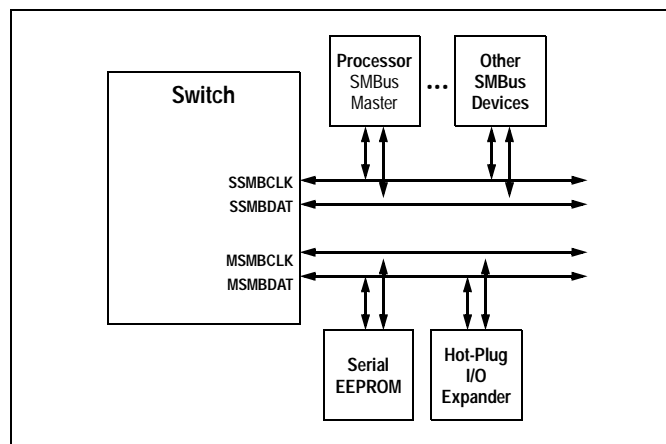 Processor
SMBus
Master
...
Other
SMBus
Devices
Switch
SSMBCLK
SSMBDAT
MSMBCLK
MSMBDAT
Serial
EEPROM
Hot-Plug
I/O
Expander